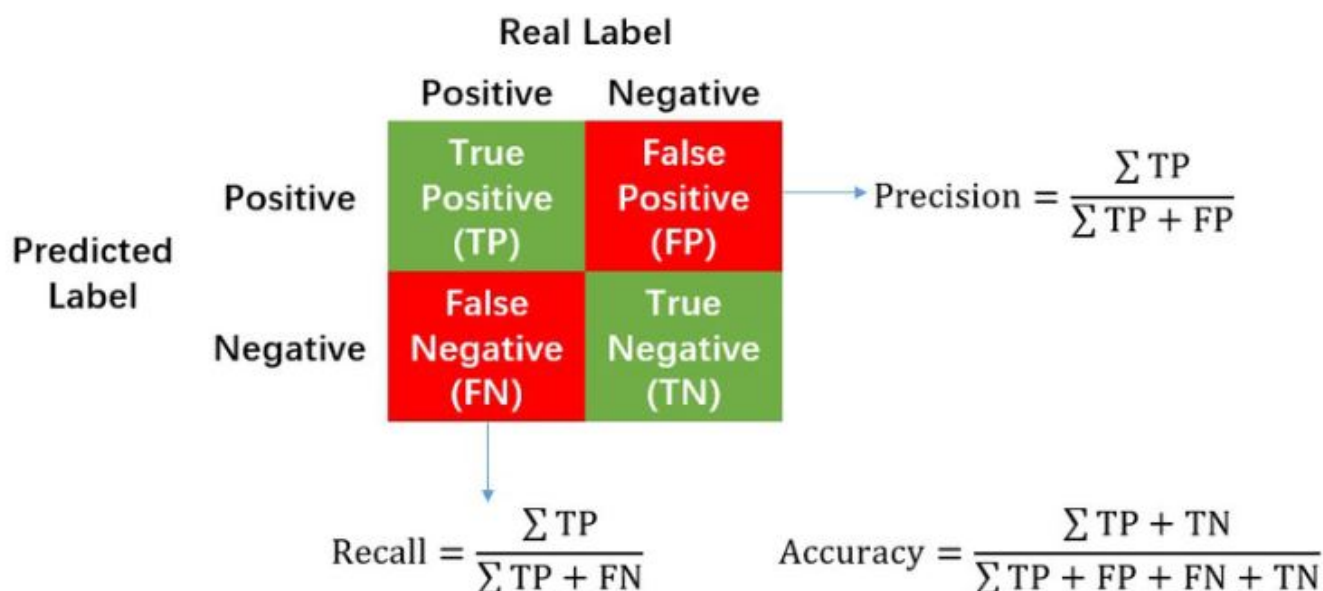 Real Label
Positive Negative
True
Positive
(TP)
False
Positive
(FP)
Positive
Precision = ∑ TP / ∑ TP + FP
Predicted
Label
Negative
False
Negative
(FN)
True
Negative
(TN)
Recall = ∑ TP / ∑ TP + FN
Accuracy = ∑ TP + TN / ∑ TP + FP + FN + TN